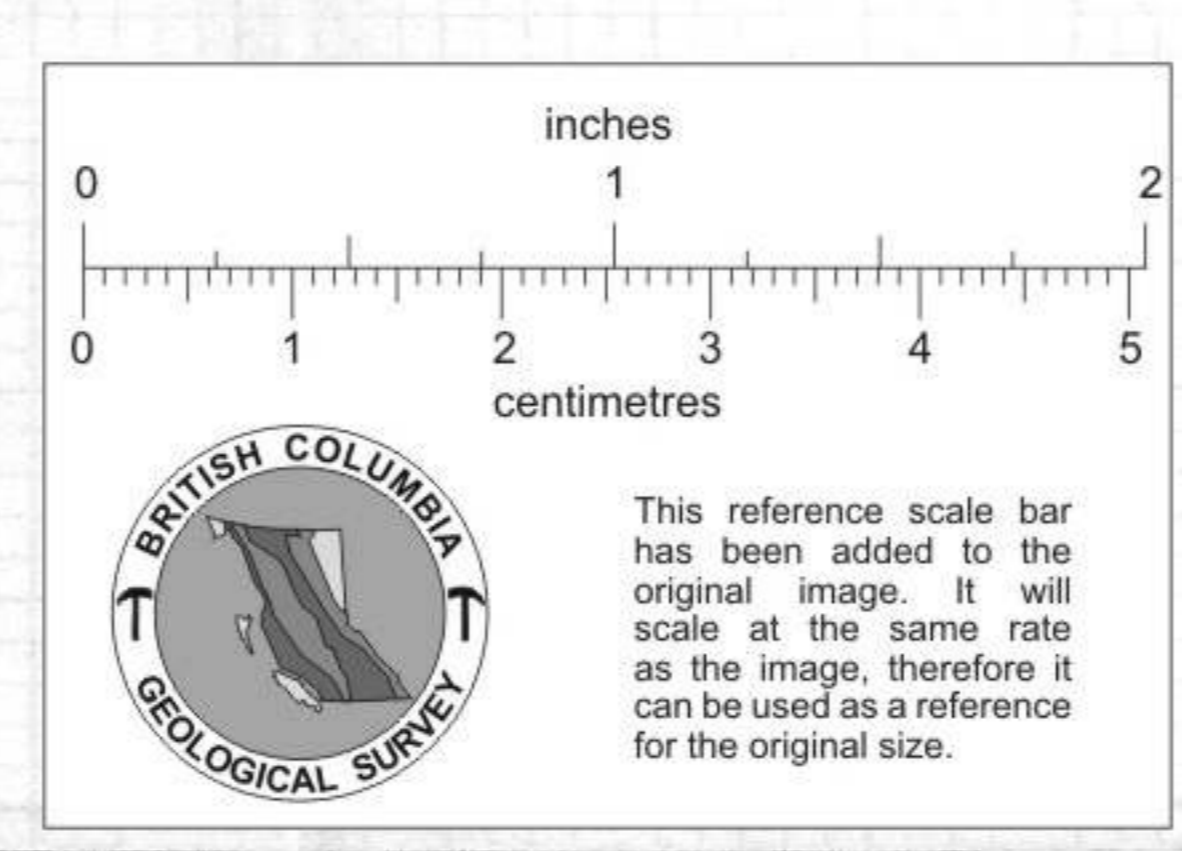 inches
0 1 2
0 1 2 3 4 5
centimetres
BRITISH COLUMBIA
GEOLOGICAL SURVEY
This reference scale bar
has been added to the
original image. It will
scale at the same rate
as the image, therefore it
can be used as a reference
for the original size.